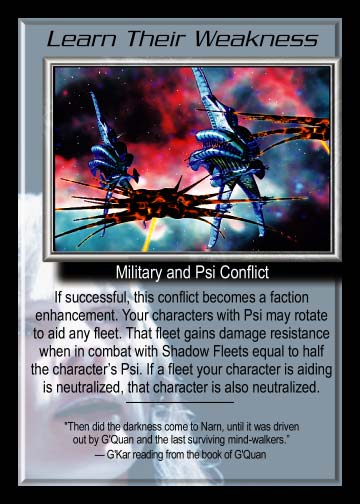 Learn Their Weakness
Military and Psi Conflict
If successful, this conflict becomes a faction
enhancement. Your characters with Psi may rotate
to aid any fleet. That fleet gains damage resistance
when in combat with Shadow Fleets equal to half
the character's Psi. If a fleet your character is aiding
is neutralized, that character is also neutralized.
"Then did the darkness come to Narn, until it was driven
out by G'Quan and the last surviving mind-walkers."
— G'Kar reading from the book of G'Quan